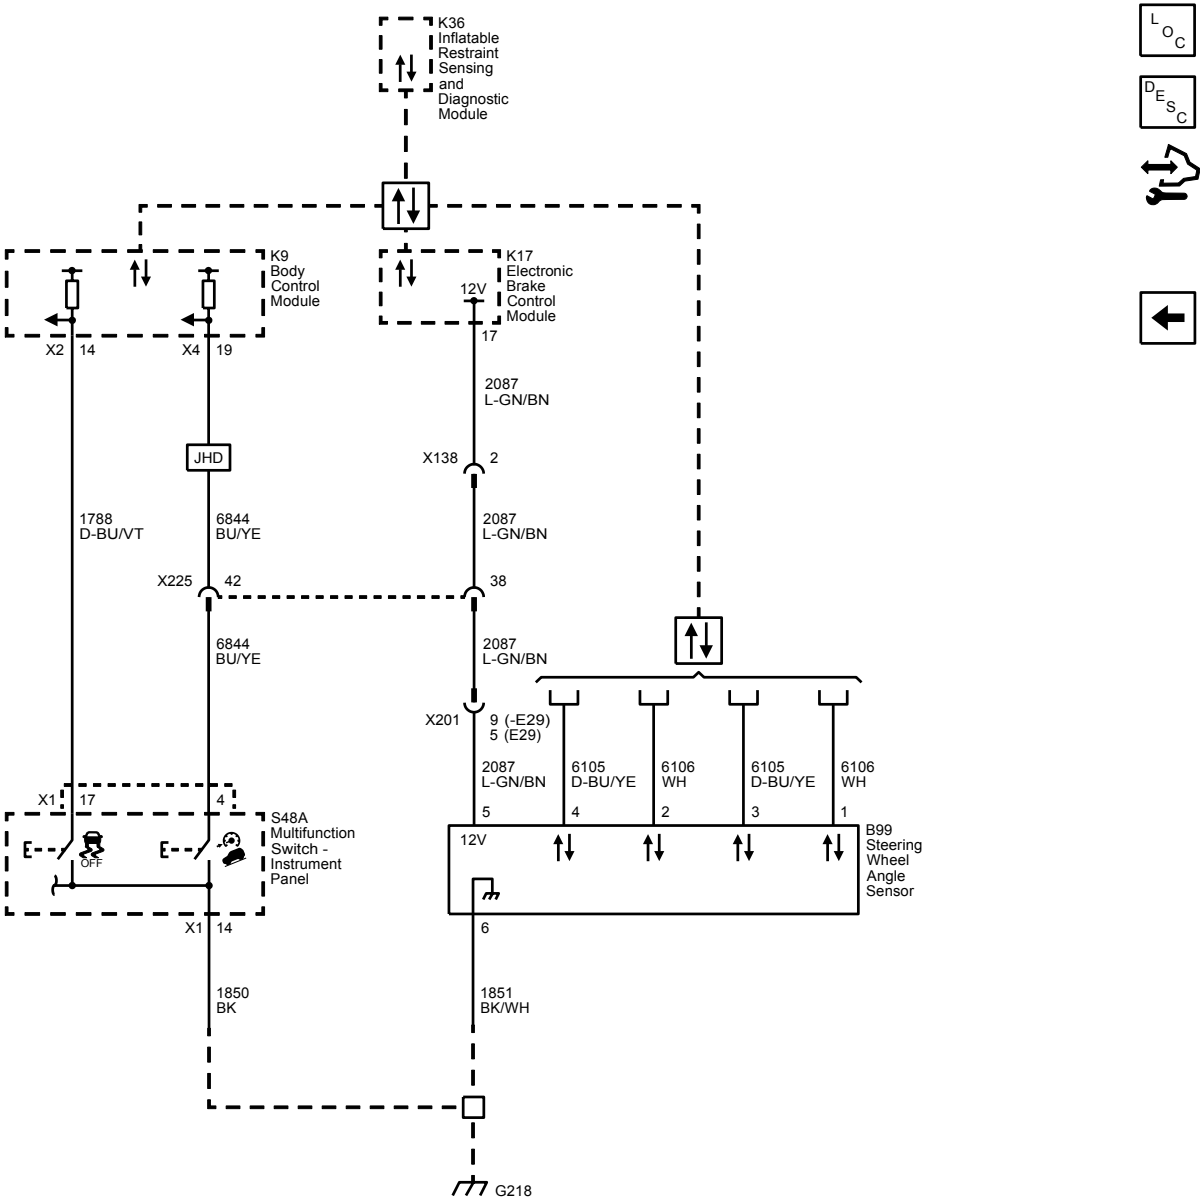 K36
Inflatable
Restraint
Sensing
and
Diagnostic
Module
L
O
C
D
E
S
C
K9
Body
Control
Module
K17
Electronic
Brake
Control
Module
12V
X2 14
X4 19
17
2087
L-GN/BN
JHD
X138 2
1788
D-BU/VT
6844
BU/YE
2087
L-GN/BN
X225 42
38
6844
BU/YE
2087
L-GN/BN
X201
9 (-E29)
5 (E29)
2087
L-GN/BN
6105
D-BU/YE
6106
WH
6105
D-BU/YE
6106
WH
X1 17
4
5
4
2
3
1
S48A
Multifunction
Switch -
Instrument
Panel
OFF
12V
B99
Steering
Wheel
Angle
Sensor
X1 14
6
1850
BK
1851
BK/WH
G218